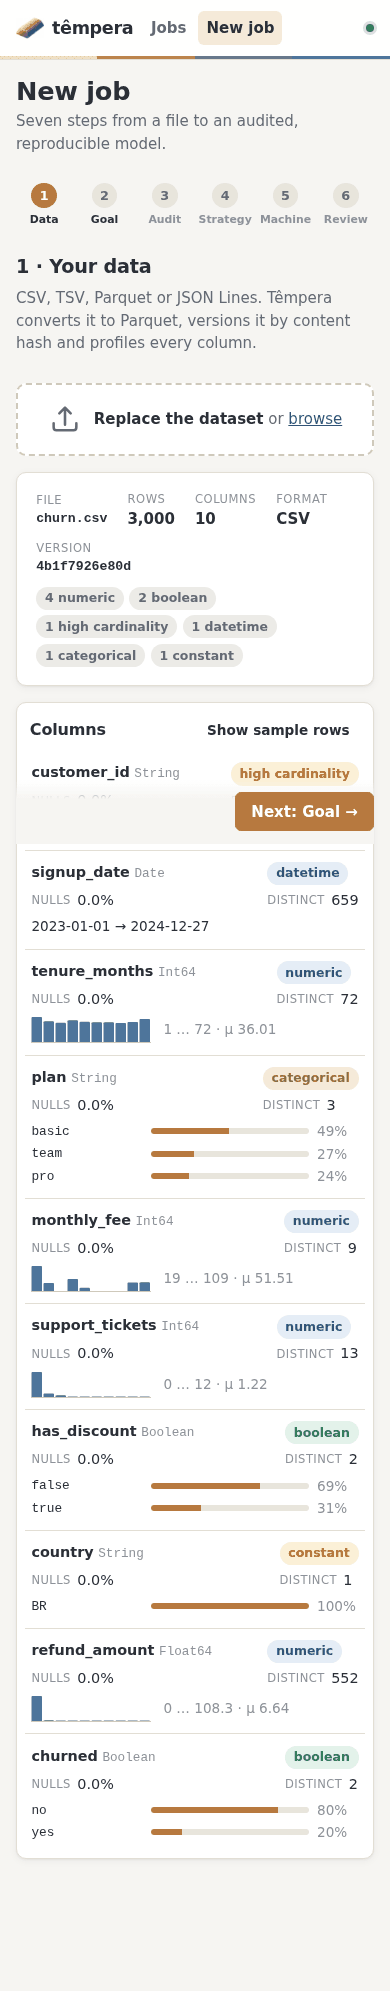 têmpera Jobs New job
New job
Seven steps from a file to an audited,
reproducible model.
1 2 3 4 5 6
Data Goal Audit Strategy Machine Review
1 · Your data
CSV, TSV, Parquet or JSON Lines. Têmpera
converts it to Parquet, versions it by content
hash and profiles every column.
Replace the dataset or browse
FILE ROWS COLUMNS FORMAT
churn.csv 3,000 10 CSV
VERSION
4b1f7926e80d
4 numeric 2 boolean
1 high cardinality 1 datetime
1 categorical 1 constant
Columns Show sample rows
customer_id String high cardinality
Next: Goal →
signup_date Date datetime
NULLS 0.0% DISTINCT 659
2023-01-01 → 2024-12-27
tenure_months Int64 numeric
NULLS 0.0% DISTINCT 72
1 … 72 · μ 36.01
plan String categorical
NULLS 0.0% DISTINCT 3
basic 49%
team 27%
pro 24%
monthly_fee Int64 numeric
NULLS 0.0% DISTINCT 9
19 … 109 · μ 51.51
support_tickets Int64 numeric
NULLS 0.0% DISTINCT 13
0 … 12 · μ 1.22
has_discount Boolean boolean
NULLS 0.0% DISTINCT 2
false 69%
true 31%
country String constant
NULLS 0.0% DISTINCT 1
BR 100%
refund_amount Float64 numeric
NULLS 0.0% DISTINCT 552
0 … 108.3 · μ 6.64
churned Boolean boolean
NULLS 0.0% DISTINCT 2
no 80%
yes 20%